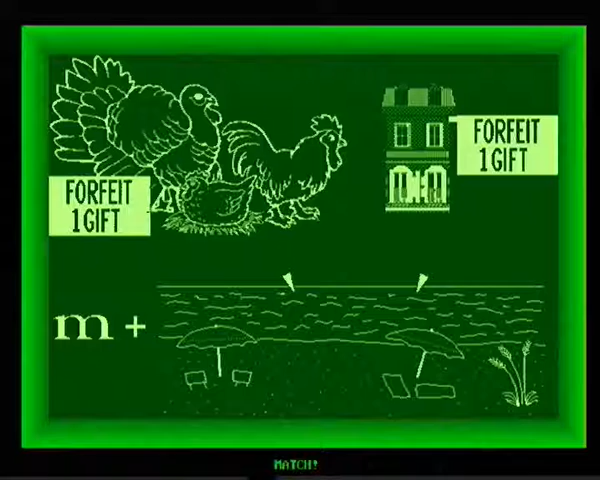 FORFEIT
1 GIFT
FORFEIT
1 GIFT
m +
MATCH!